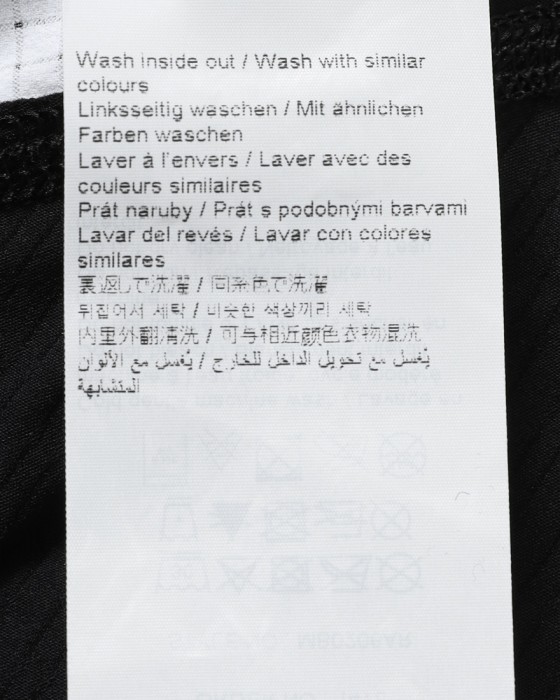 Wash inside out / Wash with similar
colours
Linksseitig waschen / Mit ähnlichen
Farben waschen
Laver à l'envers / Laver avec des
couleurs similaires
Prát naruby / Prát s podobnými barvami
Lavar del revés / Lavar con colores
similares
裏返しで洗濯 / 同系色で洗濯
뒤집어서 세탁 / 비슷한 색상끼리 세탁
内里外翻清洗 / 可与相近颜色衣物混洗
يُغسل مع تحويل الداخل للخارج / يُغسل مع الألوان
المتشابهة